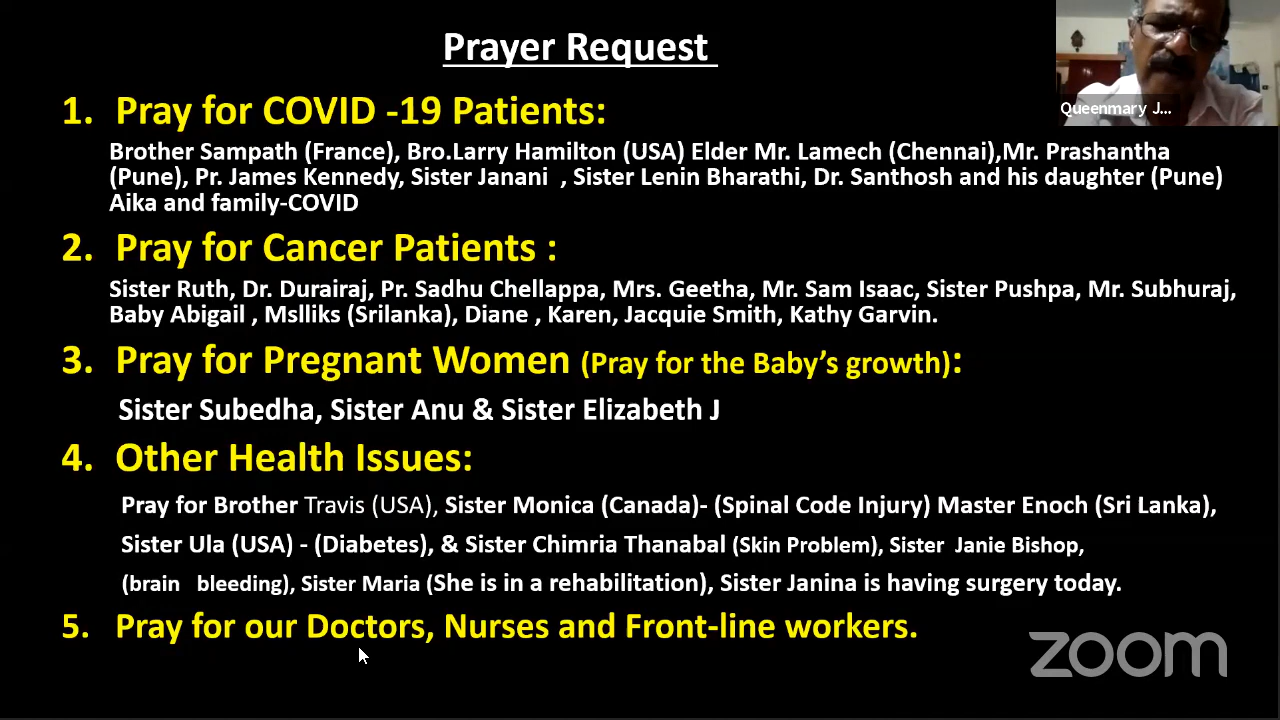 Prayer Request
Queenmary J...
1. Pray for COVID -19 Patients:
Brother Sampath (France), Bro.Larry Hamilton (USA) Elder Mr. Lamech (Chennai),Mr. Prashantha
(Pune), Pr. James Kennedy, Sister Janani , Sister Lenin Bharathi, Dr. Santhosh and his daughter (Pune)
Aika and family-COVID
2. Pray for Cancer Patients :
Sister Ruth, Dr. Durairaj, Pr. Sadhu Chellappa, Mrs. Geetha, Mr. Sam Isaac, Sister Pushpa, Mr. Subhuraj,
Baby Abigail , Mslliks (Srilanka), Diane , Karen, Jacquie Smith, Kathy Garvin.
3. Pray for Pregnant Women (Pray for the Baby’s growth):
Sister Subedha, Sister Anu & Sister Elizabeth J
4. Other Health Issues:
Pray for Brother Travis (USA), Sister Monica (Canada)- (Spinal Code Injury) Master Enoch (Sri Lanka),
Sister Ula (USA) - (Diabetes), & Sister Chimria Thanabal (Skin Problem), Sister Janie Bishop,
(brain bleeding), Sister Maria (She is in a rehabilitation), Sister Janina is having surgery today.
5. Pray for our Doctors, Nurses and Front-line workers.
zoom